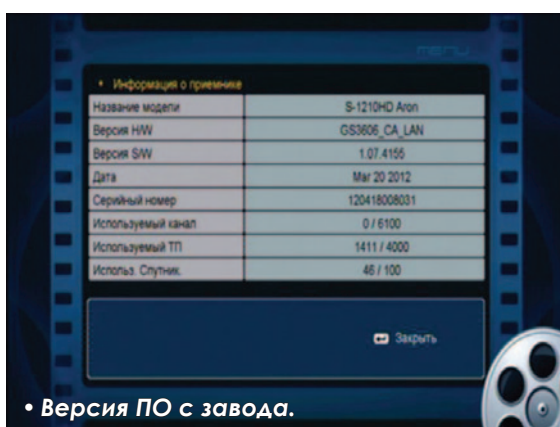 menu
• Информация о приемнике
Название модели S-1210HD Aron
Версия H/W GS3606_CA_LAN
Версия S/W 1.07.4155
Дата Mar 20 2012
Серийный номер 120418008031
Используемый канал 0 / 6100
Используемый ТП 1411 / 4000
Использ. Спутник. 46 / 100
Закрыть
• Версия ПО с завода.